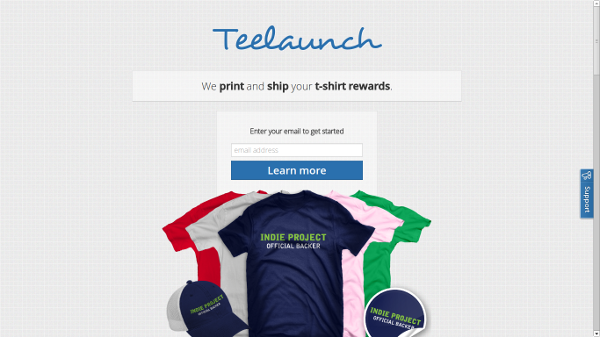 Teelaunch
We print and ship your t-shirt rewards.
Enter your email to get started
email address
Learn more
Support
INDIE PROJECT
OFFICIAL BACKER
INDIE PROJECT
OFFICIAL BACKER
INDIE PROJECT
OFFICIAL BACKER